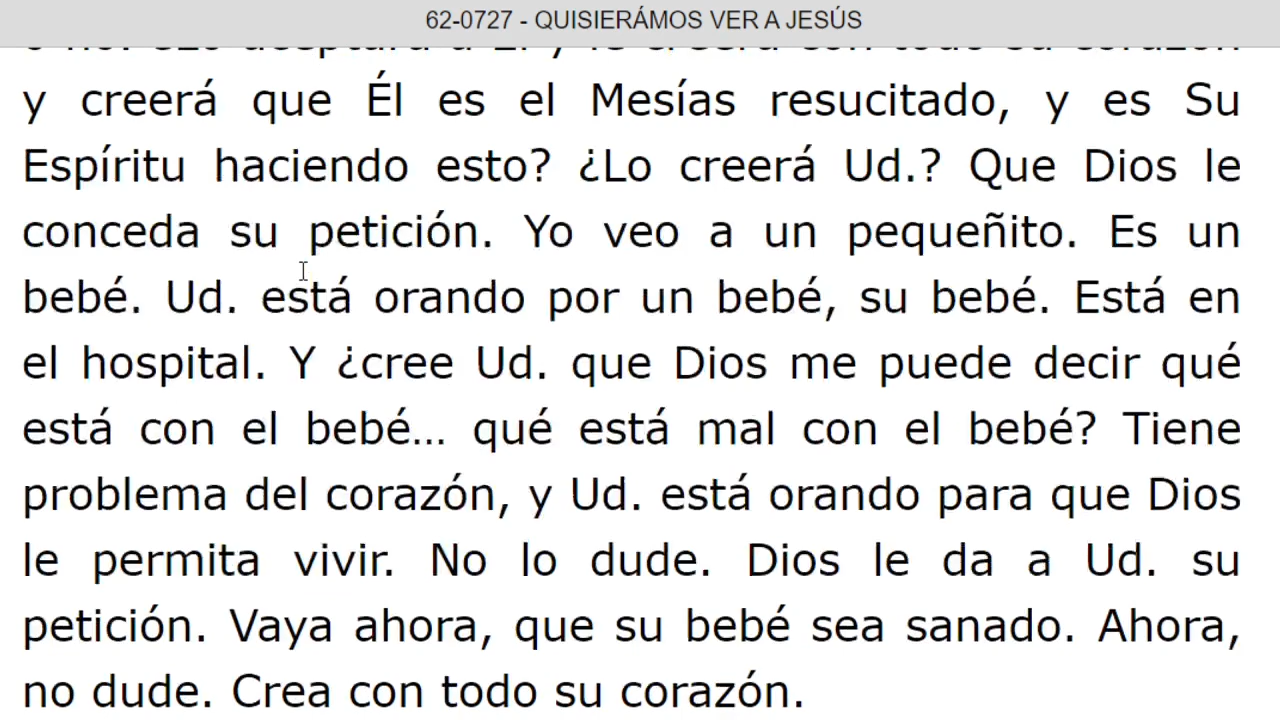 62-0727 - QUISIERÁMOS VER A JESÚS
y creerá que Él es el Mesías resucitado, y es Su
Espíritu haciendo esto? ¿Lo creerá Ud.? Que Dios le
conceda su petición. Yo veo a un pequeñito. Es un
bebé. Ud. está orando por un bebé, su bebé. Está en
el hospital. Y ¿cree Ud. que Dios me puede decir qué
está con el bebé... qué está mal con el bebé? Tiene
problema del corazón, y Ud. está orando para que Dios
le permita vivir. No lo dude. Dios le da a Ud. su
petición. Vaya ahora, que su bebé sea sanado. Ahora,
no dude. Crea con todo su corazón.